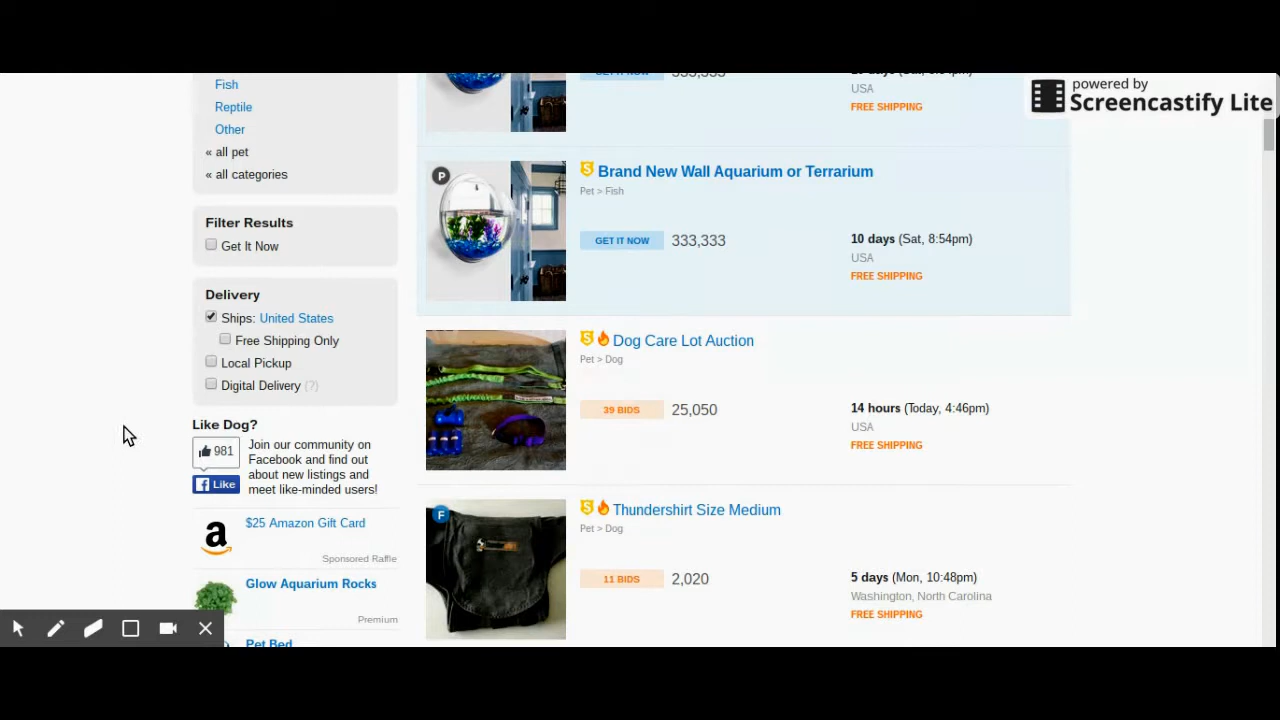 powered by
Screencastify Lite
Fish
Reptile
Other
« all pet
« all categories
Filter Results
Get It Now
Delivery
Ships: United States
Free Shipping Only
Local Pickup
Digital Delivery (?)
Like Dog?
981
Like
Join our community on
Facebook and find out
about new listings and
meet like-minded users!
$25 Amazon Gift Card
Sponsored Raffle
Glow Aquarium Rocks
Premium
Pet Bed
GET IT NOW 333,333
USA
FREE SHIPPING
P
Brand New Wall Aquarium or Terrarium
Pet > Fish
GET IT NOW 333,333 10 days (Sat, 8:54pm)
USA
FREE SHIPPING
Dog Care Lot Auction
Pet > Dog
39 BIDS 25,050 14 hours (Today, 4:46pm)
USA
FREE SHIPPING
F
Thundershirt Size Medium
Pet > Dog
11 BIDS 2,020 5 days (Mon, 10:48pm)
Washington, North Carolina
FREE SHIPPING